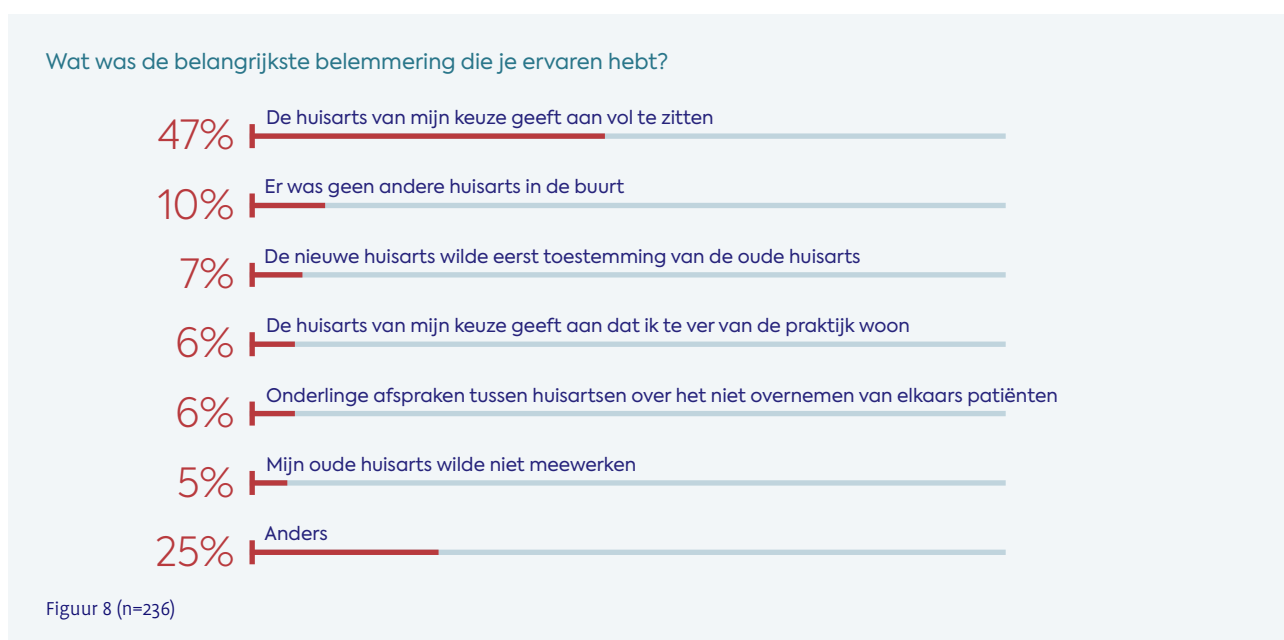 Wat was de belangrijkste belemmering die je ervaren hebt?
47% De huisarts van mijn keuze geeft aan vol te zitten
10% Er was geen andere huisarts in de buurt
7% De nieuwe huisarts wilde eerst toestemming van de oude huisarts
6% De huisarts van mijn keuze geeft aan dat ik te ver van de praktijk woon
6% Onderlinge afspraken tussen huisartsen over het niet overnemen van elkaars patiënten
5% Mijn oude huisarts wilde niet meewerken
25% Anders
Figuur 8 (n=236)